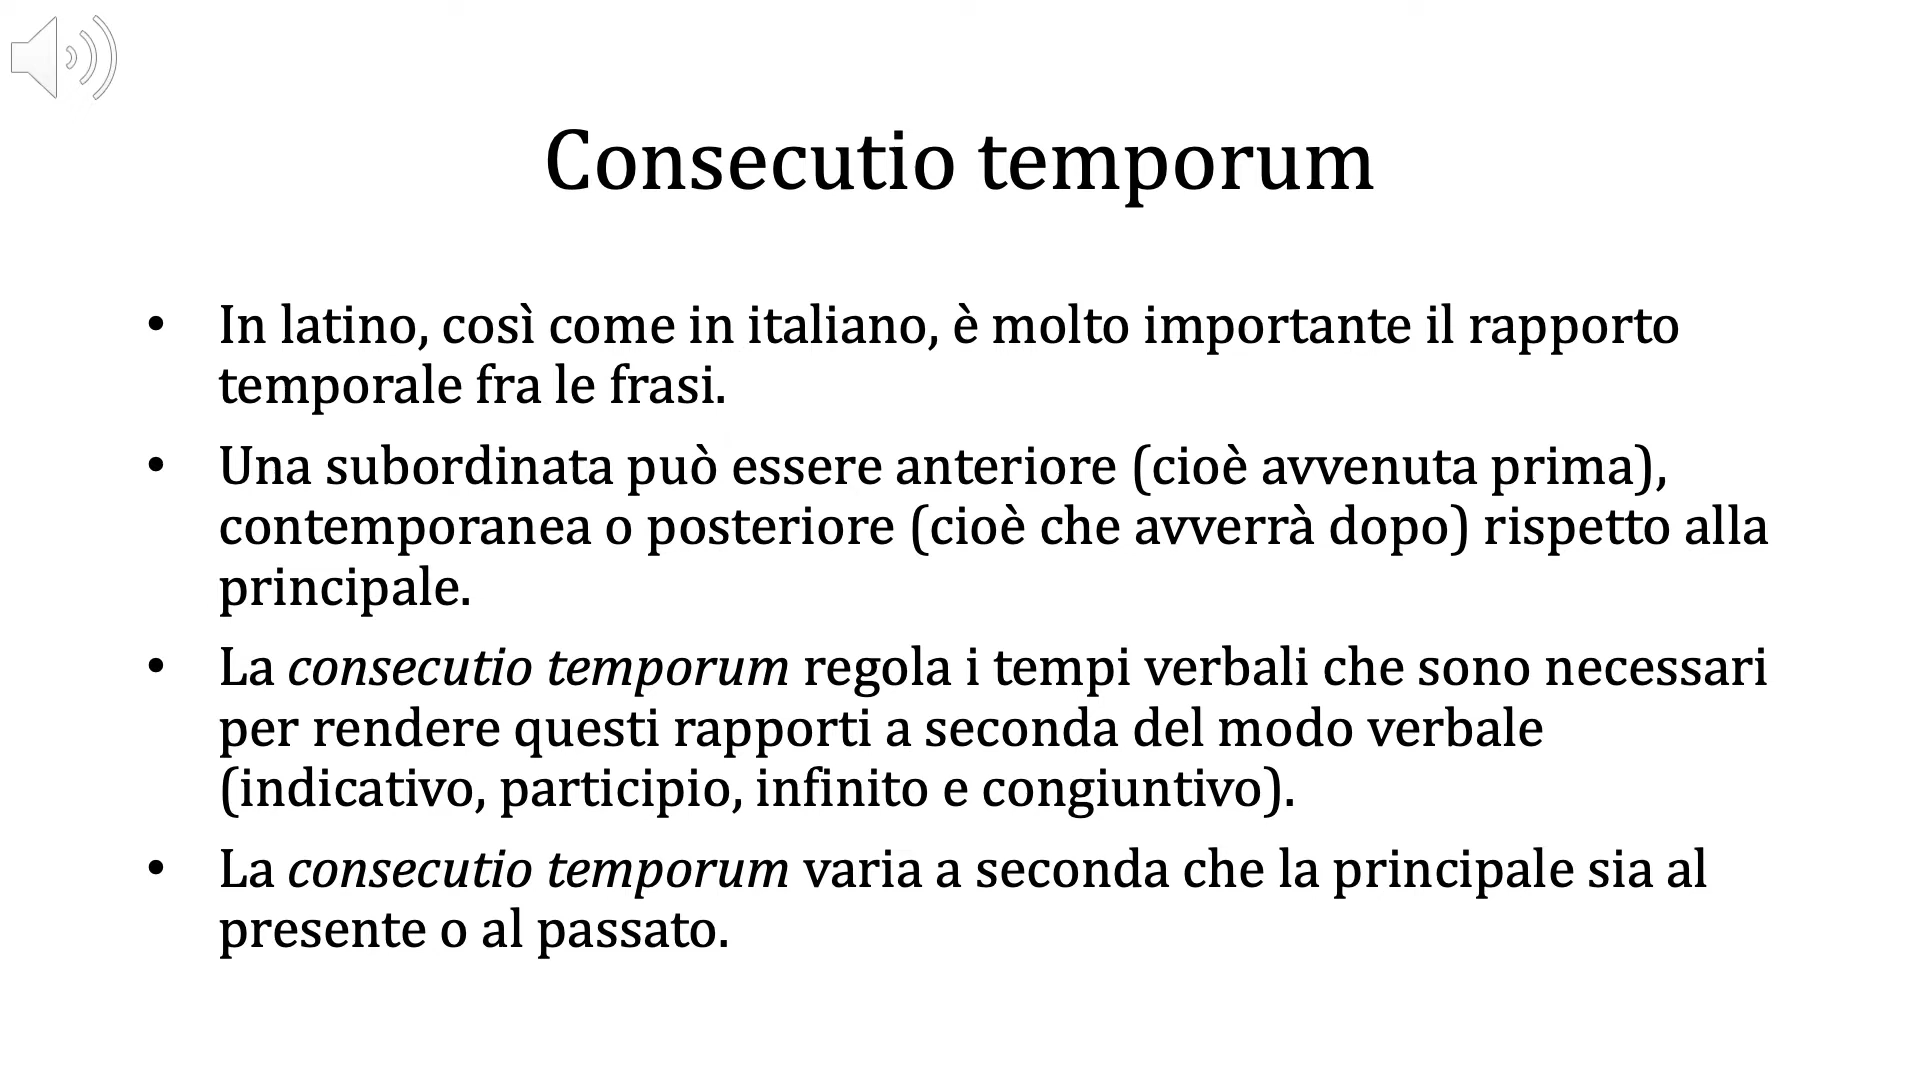 Consecutio temporum
• In latino, così come in italiano, è molto importante il rapporto
temporale fra le frasi.
• Una subordinata può essere anteriore (cioè avvenuta prima),
contemporanea o posteriore (cioè che avverrà dopo) rispetto alla
principale.
• La consecutio temporum regola i tempi verbali che sono necessari
per rendere questi rapporti a seconda del modo verbale
(indicativo, participio, infinito e congiuntivo).
• La consecutio temporum varia a seconda che la principale sia al
presente o al passato.